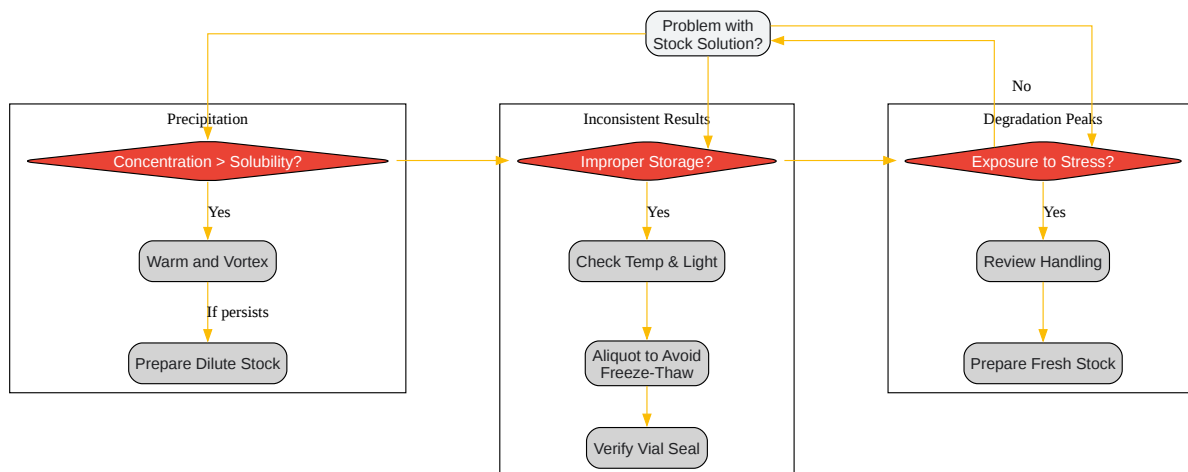 Problem with
Stock Solution?
No
Precipitation
Inconsistent Results
Degradation Peaks
Concentration > Solubility?
Improper Storage?
Exposure to Stress?
Yes
Yes
Yes
Warm and Vortex
Check Temp & Light
Review Handling
If persists
Prepare Dilute Stock
Aliquot to Avoid
Freeze-Thaw
Prepare Fresh Stock
Verify Vial Seal